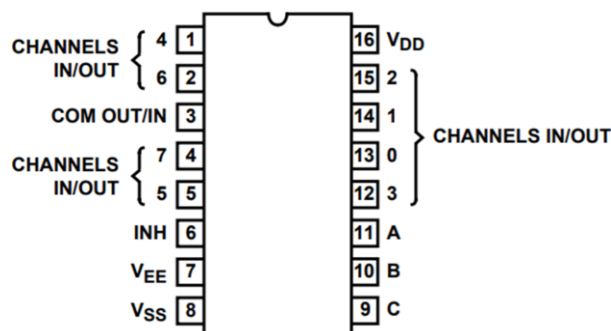 4 1 16 VDD
CHANNELS
IN/OUT
6 2 15 2
COM OUT/IN 3 14 1
CHANNELS IN/OUT
7 4 13 0
CHANNELS
IN/OUT
5 5 12 3
INH 6 11 A
VEE 7 10 B
VSS 8 9 C